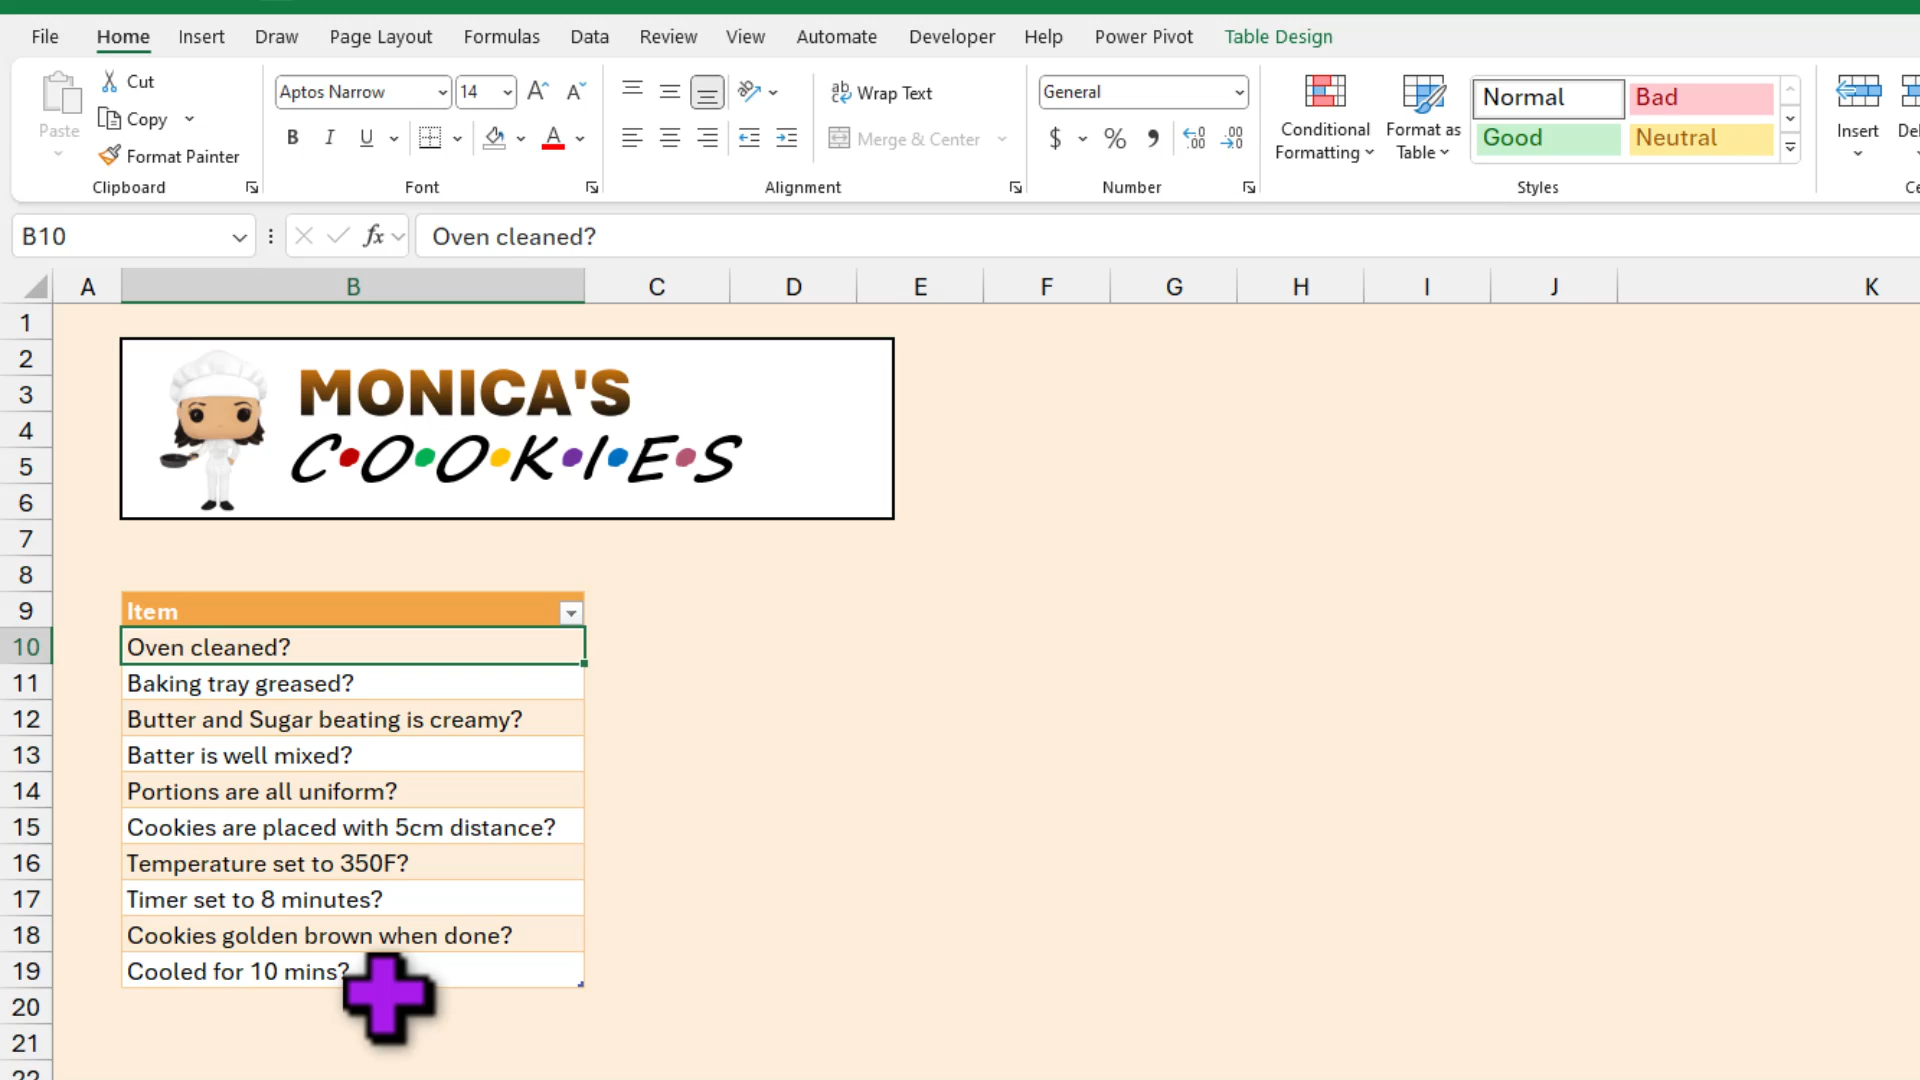 File Home Insert Draw Page Layout Formulas Data Review View Automate Developer Help Power Pivot Table Design
Paste
Cut
Copy
Format Painter
Clipboard
Aptos Narrow 14
B I U
Font
Wrap Text
Merge & Center
Alignment
General
$ % ,
Number
Conditional Formatting
Format as Table
Normal Bad
Good Neutral
Styles
Insert
B10 fx Oven cleaned?
A B C D E F G H I J K
1
2
3
4
5
6
7
8
MONICA'S
C•O•O•K•I•E•S
9 Item
10 Oven cleaned?
11 Baking tray greased?
12 Butter and Sugar beating is creamy?
13 Batter is well mixed?
14 Portions are all uniform?
15 Cookies are placed with 5cm distance?
16 Temperature set to 350F?
17 Timer set to 8 minutes?
18 Cookies golden brown when done?
19 Cooled for 10 mins?
20
21
22